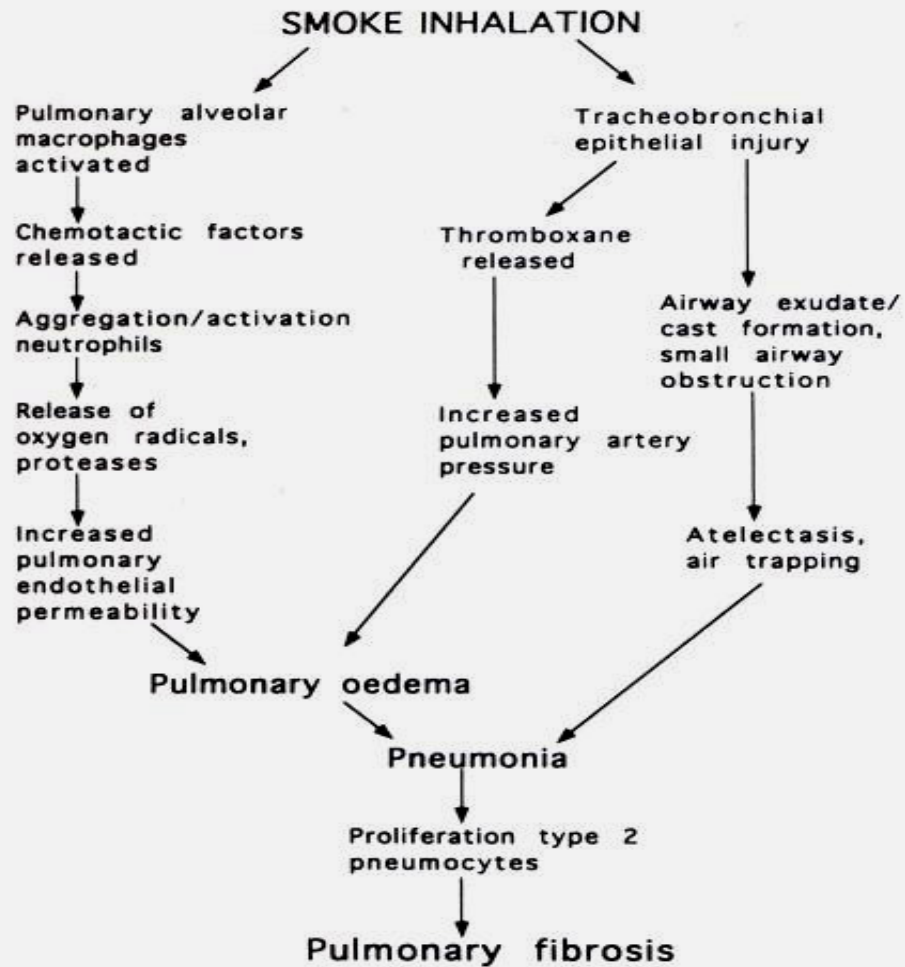 SMOKE INHALATION
Pulmonary alveolar
macrophages
activated
Chemotactic factors
released
Aggregation/activation
neutrophils
Release of
oxygen radicals,
proteases
Increased
pulmonary
endothelial
permeability
Tracheobronchial
epithelial injury
Thromboxane
released
Increased
pulmonary artery
pressure
Airway exudate/
cast formation,
small airway
obstruction
Atelectasis,
air trapping
Pulmonary oedema
Pneumonia
Proliferation type 2
pneumocytes
Pulmonary fibrosis